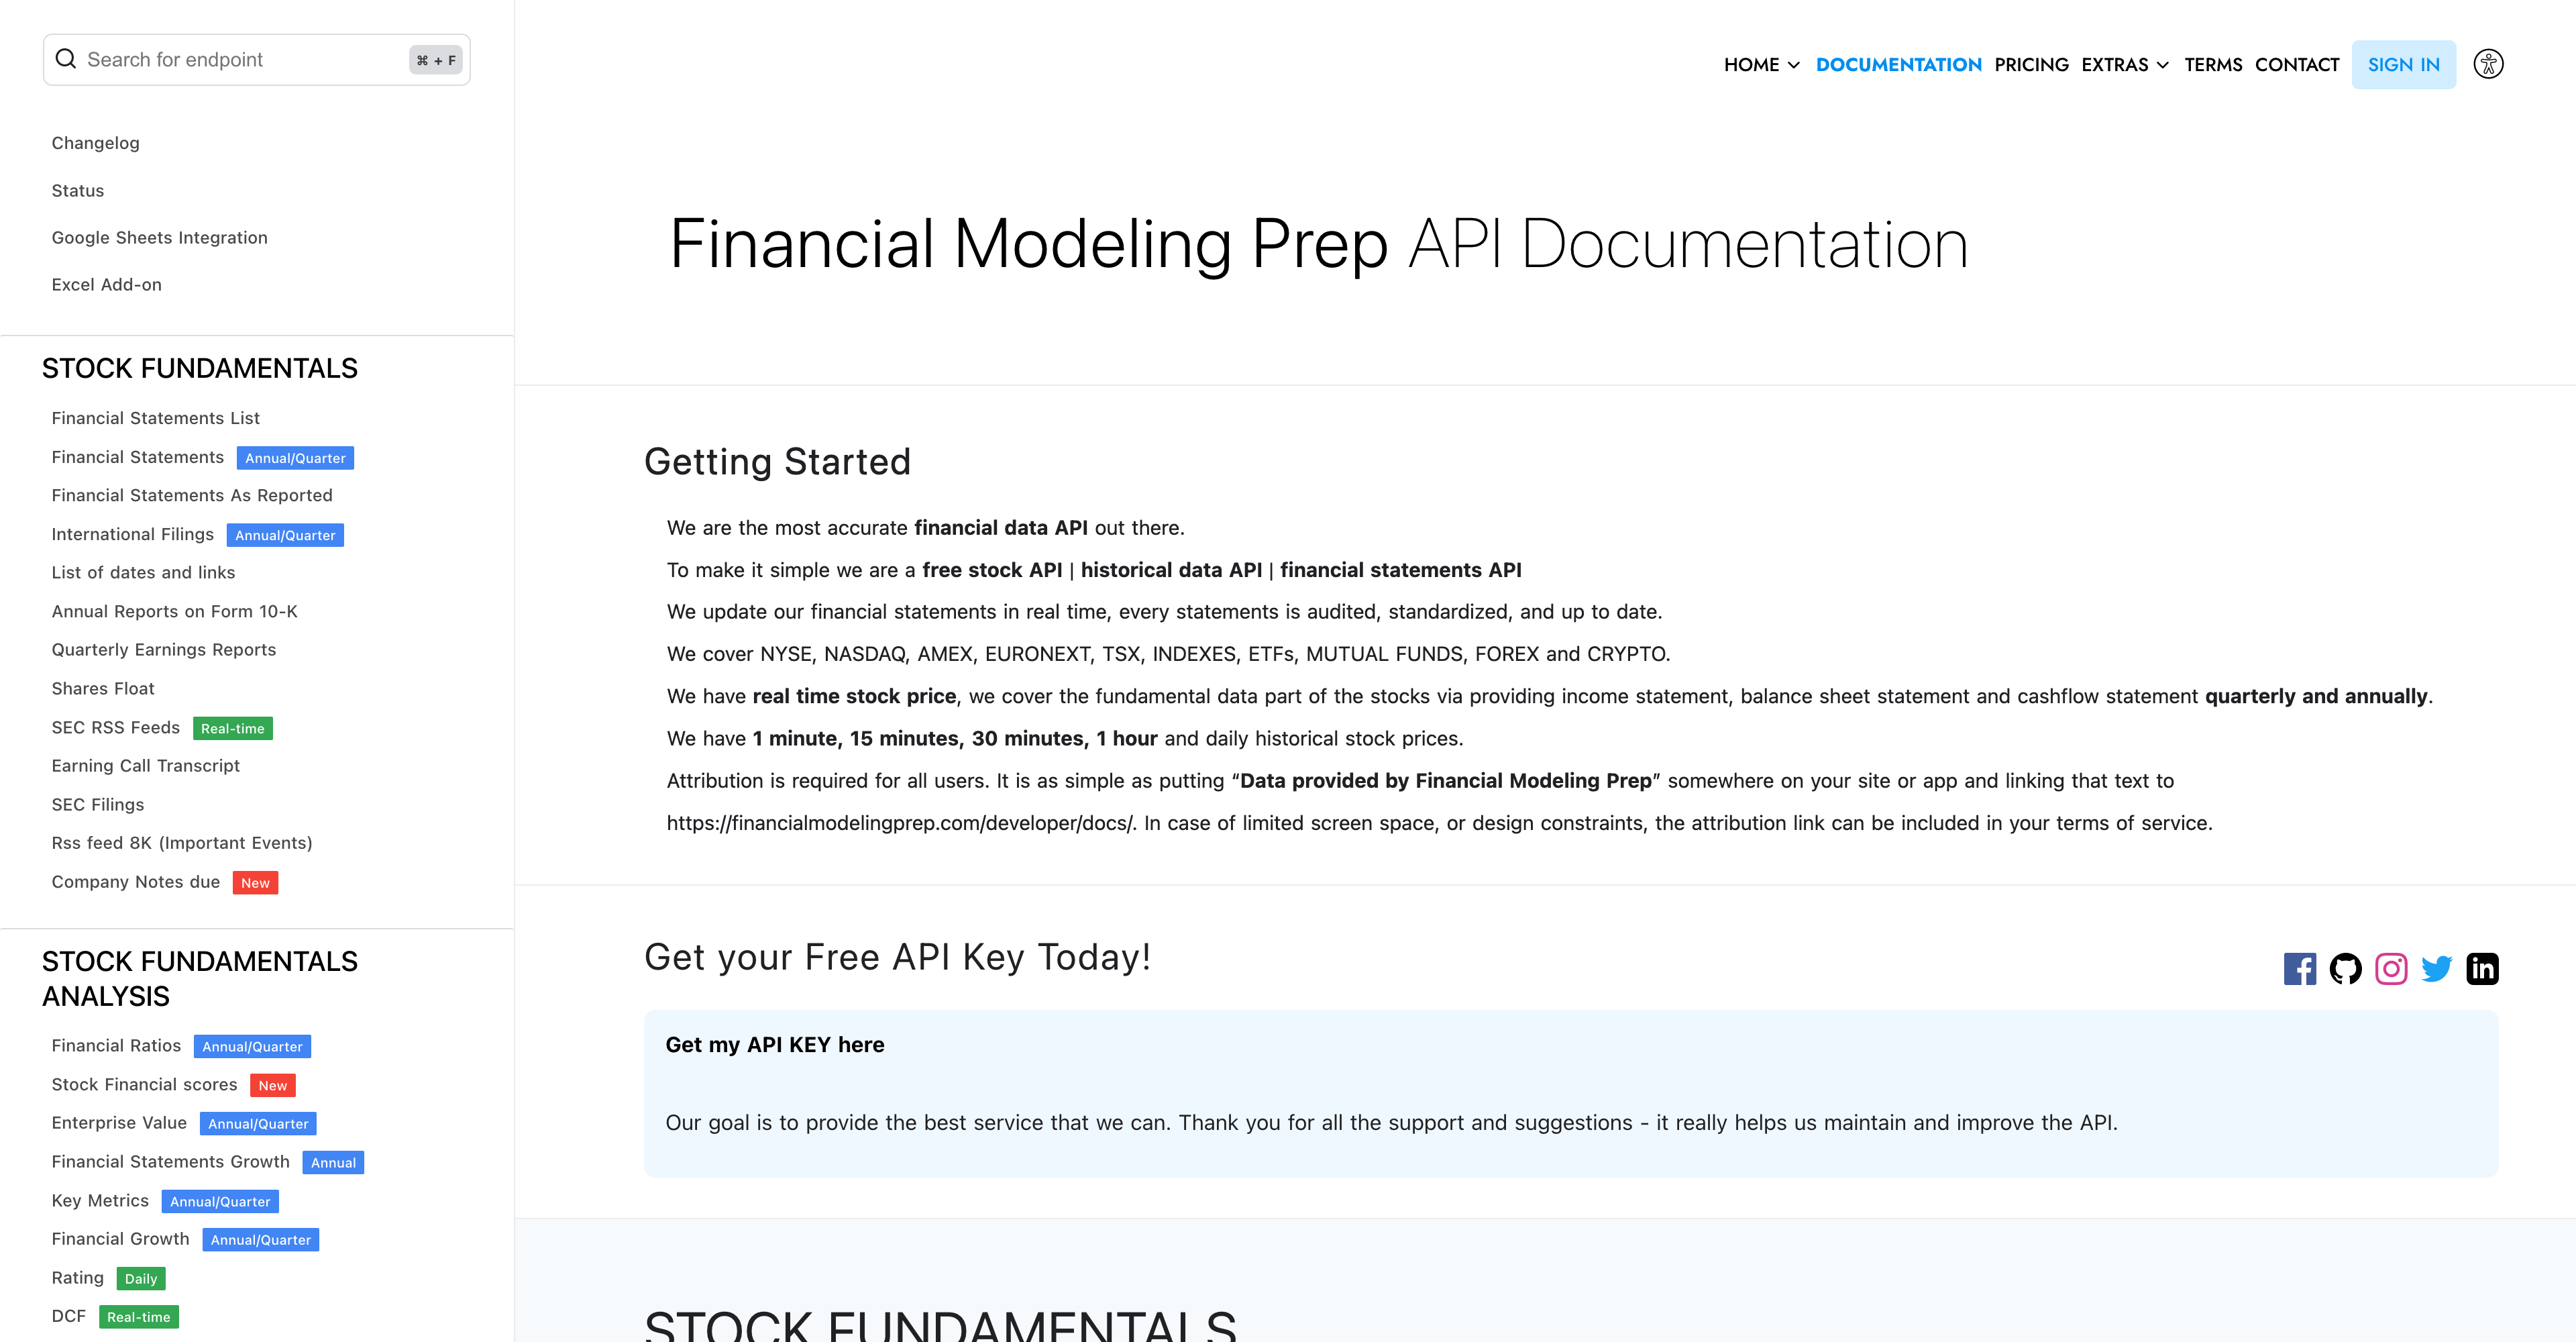 Search for endpoint
⌘ + F
Changelog
Status
Google Sheets Integration
Excel Add-on
STOCK FUNDAMENTALS
Financial Statements List
Financial Statements Annual/Quarter
Financial Statements As Reported
International Filings Annual/Quarter
List of dates and links
Annual Reports on Form 10-K
Quarterly Earnings Reports
Shares Float
SEC RSS Feeds Real-time
Earning Call Transcript
SEC Filings
Rss feed 8K (Important Events)
Company Notes due New
STOCK FUNDAMENTALS
ANALYSIS
Financial Ratios Annual/Quarter
Stock Financial scores New
Enterprise Value Annual/Quarter
Financial Statements Growth Annual
Key Metrics Annual/Quarter
Financial Growth Annual/Quarter
Rating Daily
DCF Real-time
HOME DOCUMENTATION PRICING EXTRAS TERMS CONTACT SIGN IN
Financial Modeling Prep API Documentation
Getting Started
We are the most accurate financial data API out there.
To make it simple we are a free stock API | historical data API | financial statements API
We update our financial statements in real time, every statements is audited, standardized, and up to date.
We cover NYSE, NASDAQ, AMEX, EURONEXT, TSX, INDEXES, ETFs, MUTUAL FUNDS, FOREX and CRYPTO.
We have real time stock price, we cover the fundamental data part of the stocks via providing income statement, balance sheet statement and cashflow statement quarterly and annually.
We have 1 minute, 15 minutes, 30 minutes, 1 hour and daily historical stock prices.
Attribution is required for all users. It is as simple as putting “Data provided by Financial Modeling Prep” somewhere on your site or app and linking that text to
https://financialmodelingprep.com/developer/docs/. In case of limited screen space, or design constraints, the attribution link can be included in your terms of service.
Get your Free API Key Today!
Get my API KEY here
Our goal is to provide the best service that we can. Thank you for all the support and suggestions - it really helps us maintain and improve the API.
STOCK FUNDAMENTALS